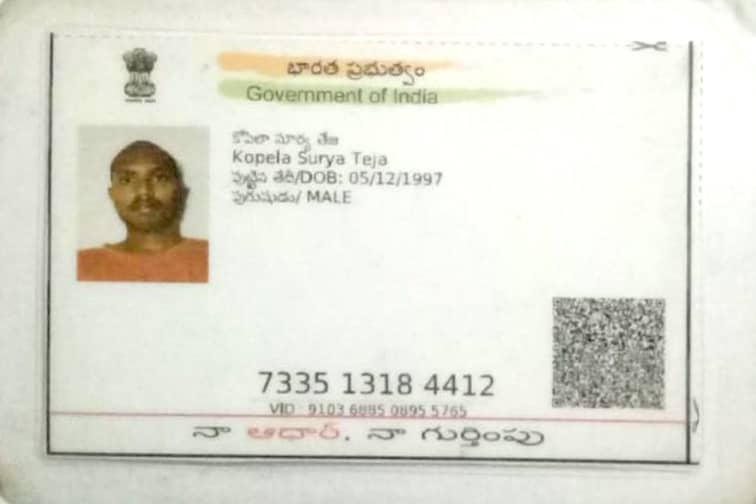 భారత ప్రభుత్వం
Government of India
కోపెలా సూర్య తేజ
Kopela Surya Teja
పుట్టిన తేదీ/DOB: 05/12/1997
పురుషుడు/ MALE
7335 1318 4412
VID : 9103 6885 0895 5765
నా ఆధార్, నా గుర్తింపు